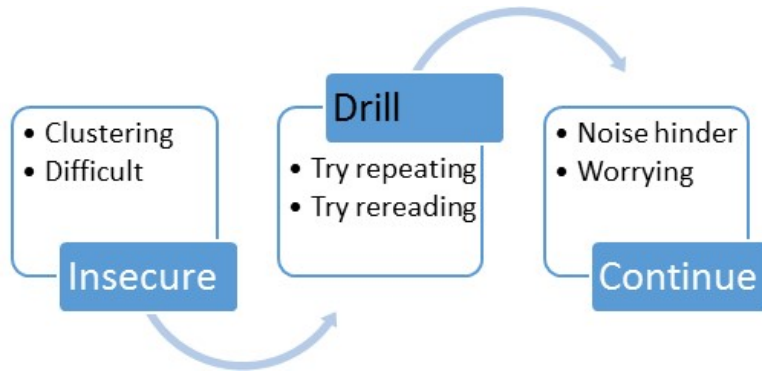 • Clustering
• Difficult
Insecure
Drill
• Try repeating
• Try rereading
• Noise hinder
• Worrying
Continue